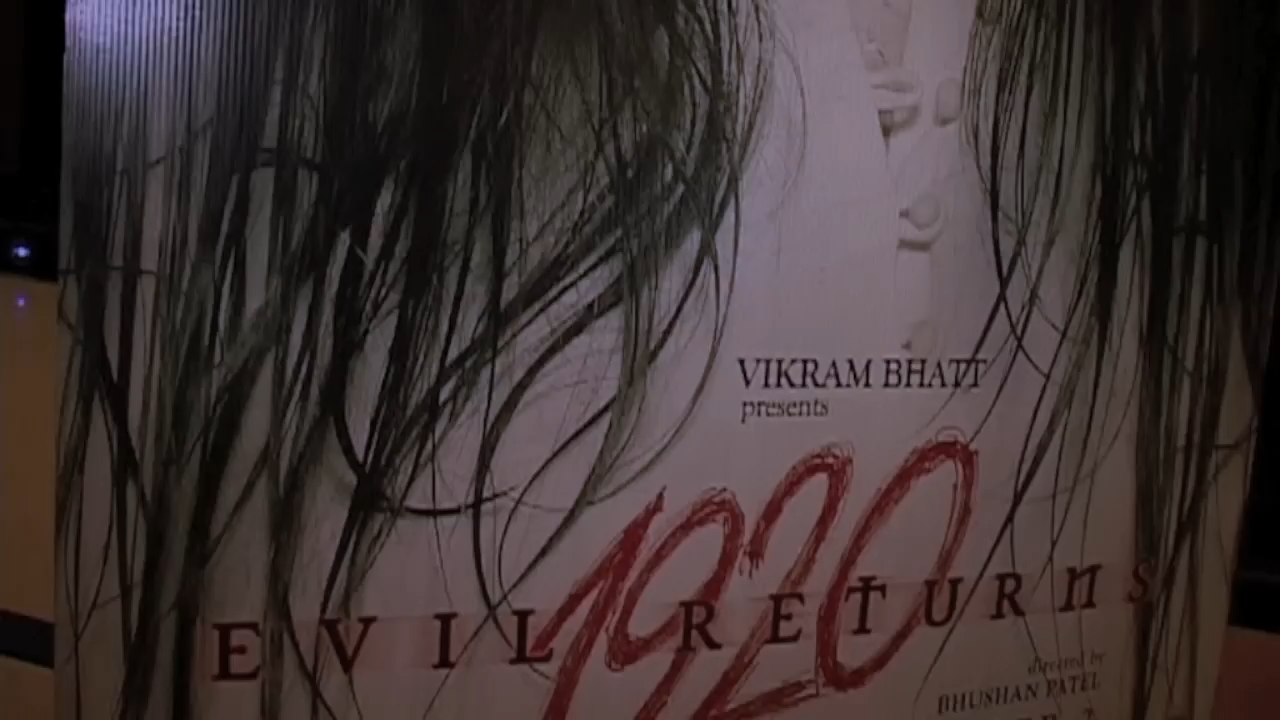 VIKRAM BHATT
presents
1920
EVIL RETURNS
directed by
BHUSHAN PATEL